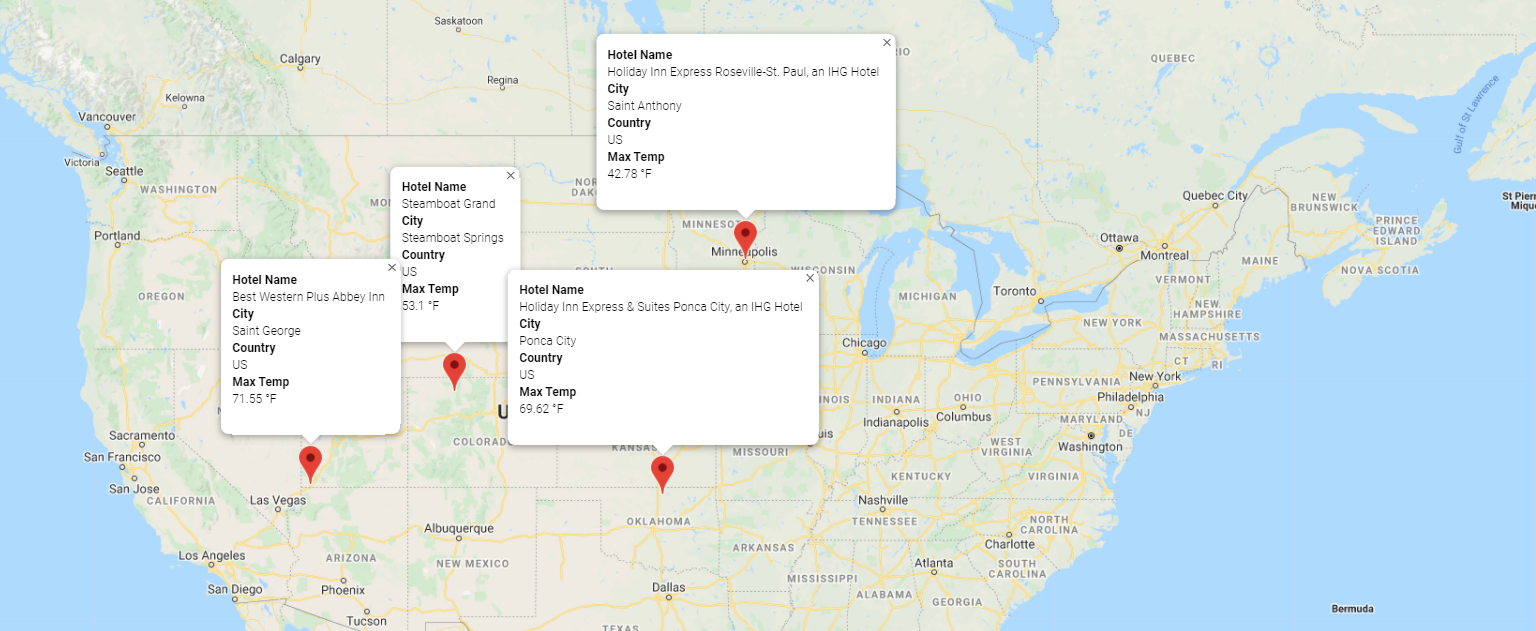 Saskatoon
Calgary
Regina
Kelowna
Vancouver
Victoria
Seattle
WASHINGTON
Portland
OREGON
QUEBEC
Gulf of St Lawrence
Hotel Name
Holiday Inn Express Roseville-St. Paul, an IHG Hotel
City
Saint Anthony
Country
US
Max Temp
42.78 °F
Hotel Name
Steamboat Grand
City
Steamboat Springs
Country
US
Max Temp
53.1 °F
Hotel Name
Best Western Plus Abbey Inn
City
Saint George
Country
US
Max Temp
71.55 °F
Hotel Name
Holiday Inn Express & Suites Ponca City, an IHG Hotel
City
Ponca City
Country
US
Max Temp
69.62 °F
MINNESOT
Minneapolis
WISCONSIN
MICHIGAN
Chicago
Toronto
Ottawa
Montreal
Quebec City
NEW
BRUNSWICK
PRINCE
EDWARD
ISLAND
NOVA SCOTIA
MAINE
VERMONT
NEW
HAMPSHIRE
MASSACHUSETTS
CT
RI
NEW YORK
New York
PENNSYLVANIA
Philadelphia
NJ
MARYLAND
DE
Washington
OHIO
Columbus
INDIANA
Indianapolis
WEST
VIRGINIA
VIRGINIA
KENTUCKY
Nashville
TENNESSEE
NORTH
CAROLINA
Charlotte
SOUTH
CAROLINA
Atlanta
GEORGIA
ALABAMA
MISSISSIPPI
ARKANSAS
MISSOURI
KANSAS
OKLAHOMA
Dallas
TEXAS
COLORADO
Albuquerque
NEW MEXICO
ARIZONA
Phoenix
Tucson
Las Vegas
Sacramento
San Francisco
San Jose
CALIFORNIA
Los Angeles
San Diego
Bermuda
St Pierr
Mique